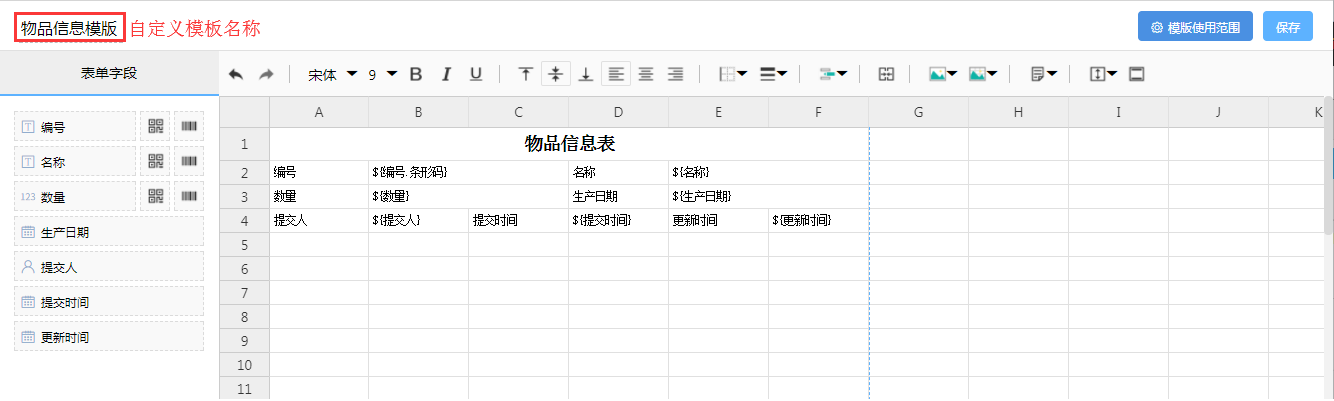 物品信息模版 自定义模板名称 模版使用范围 保存
表单字段 宋体 9 B I U
A B C D E F G H I J K
编号
名称
123 数量
生产日期
提交人
提交时间
更新时间
1 物品信息表
2 编号 ${编号.条形码} 名称 ${名称}
3 数量 ${数量} 生产日期 ${生产日期}
4 提交人 ${提交人} 提交时间 ${提交时间} 更新时间 ${更新时间}
5
6
7
8
9
10
11